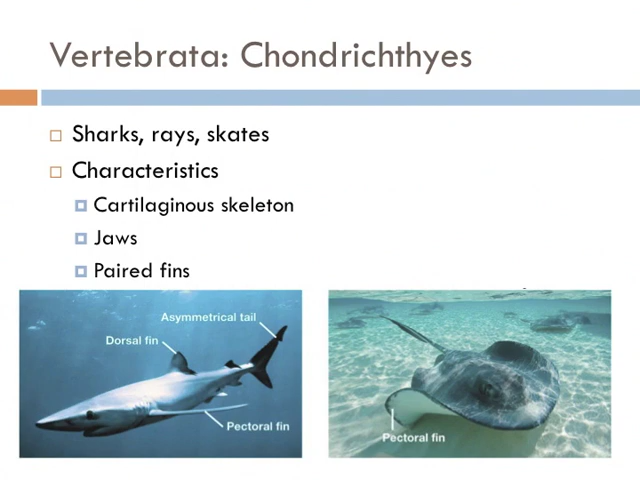 Vertebrata: Chondrichthyes
Sharks, rays, skates
Characteristics
Cartilaginous skeleton
Jaws
Paired fins
Asymmetrical tail
Dorsal fin
Pectoral fin
Pectoral fin